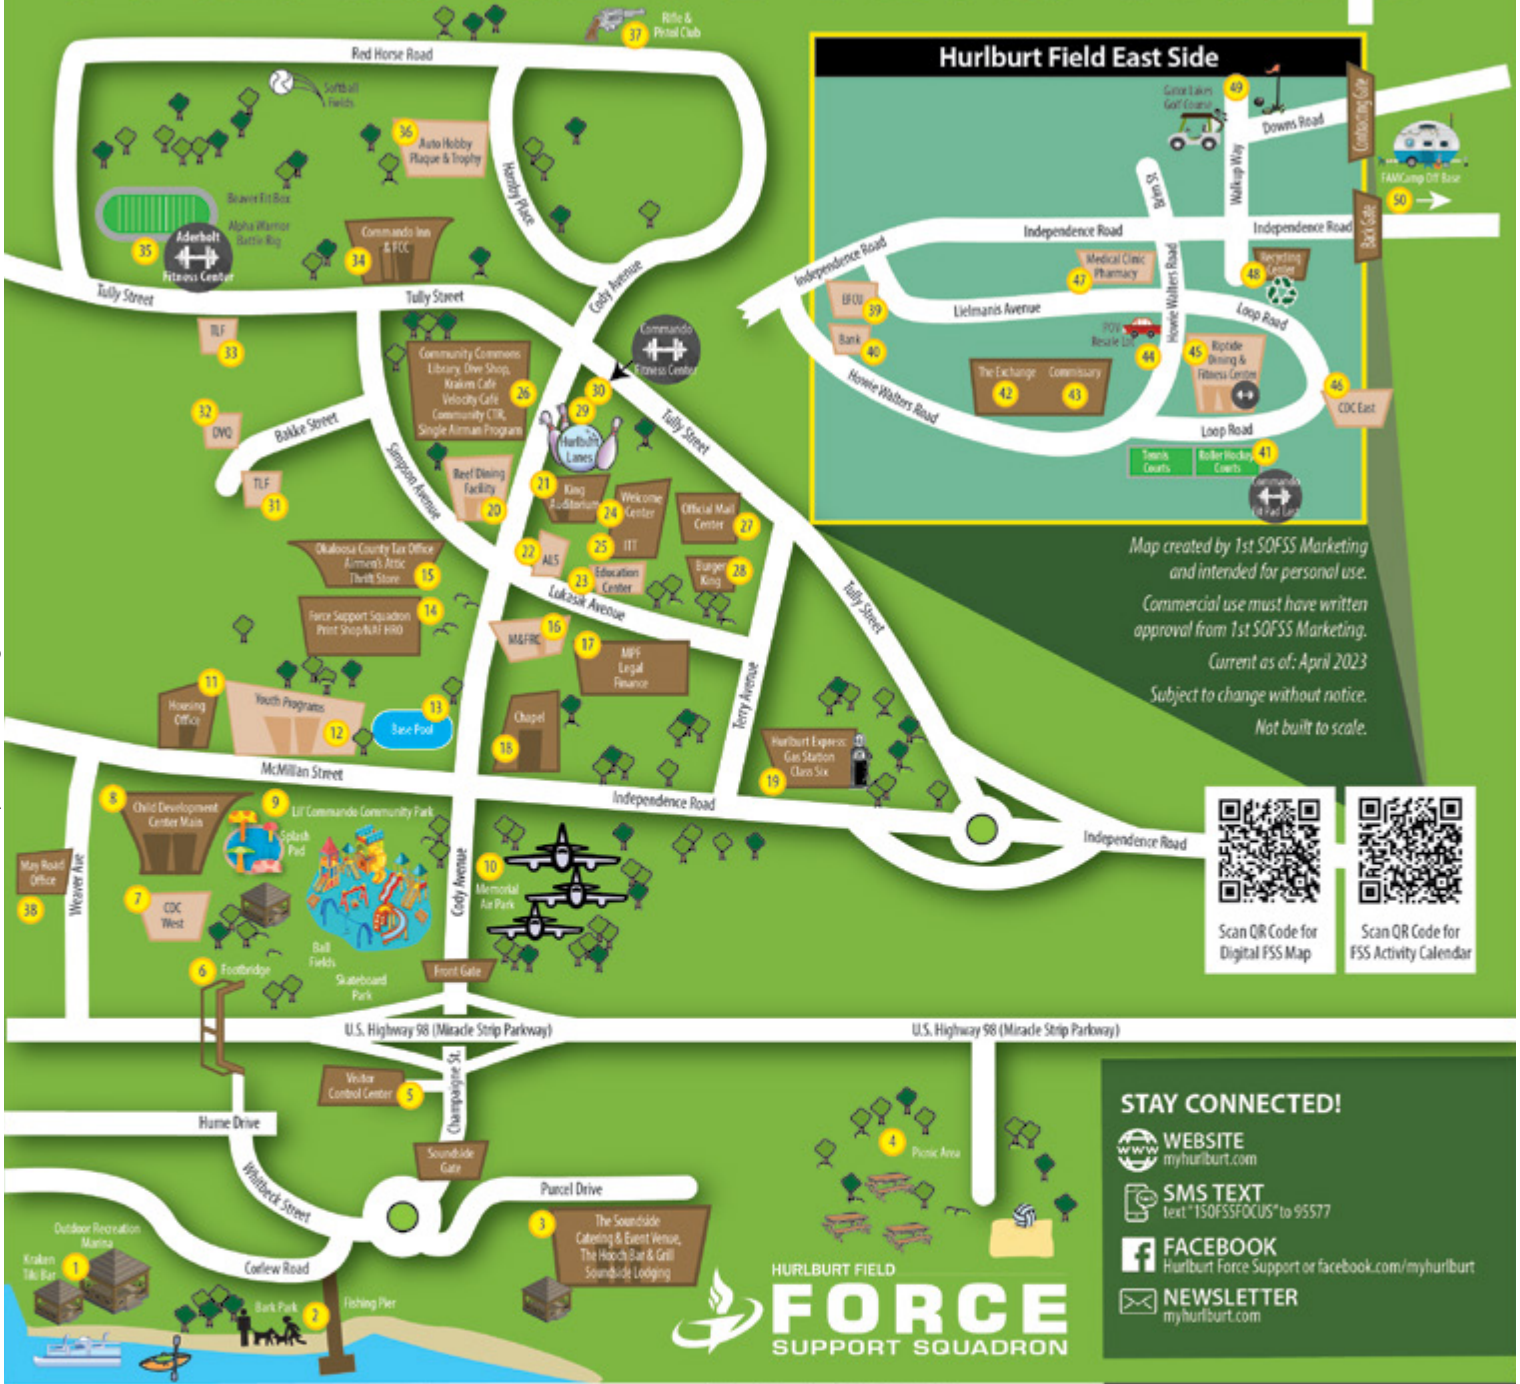 37
Rifle &
Pistol Club
Red Horse Road
Softball
Fields
36
Auto Hobby
Plaque & Trophy
Hamby Place
Beaver Fit Box
Alpha Warrior
Battle Rig
35
Aderholt
Fitness Center
Commando Inn
& FCC
34
Cody Avenue
Tully Street
Tully Street
TLF
33
Commando
Fitness Center
Community Commons
Library, Dive Shop,
Kraken Café
Velocity Café
Community CTR,
Single Airman Program
26
30
29
Hurlburt
Lanes
Tully Street
32
DVQ
Bakke Street
TLF
31
Simpson Avenue
Reef Dining
Facility
20
21
King
Auditorium
Welcome
Center
24
25
ITT
Official Mail
Center
27
22
ALS
23
Education
Center
Burger
King
28
Okaloosa County Tax Office
Airmen's Attic
Thrift Store
15
Lukasik Avenue
Tully Street
Force Support Squadron
Print Shop/NAF HRO
14
M&FRC
16
17
MPF
Legal
Finance
11
Housing
Office
Youth Programs
12
13
Base Pool
Chapel
18
Terry Avenue
Hurlburt Express:
Gas Station
Class Six
19
McMillan Street
Independence Road
Independence Road
8
Child Development
Center Main
9
Lil' Commando Community Park
Splash
Pad
May Road
Office
38
Weaver Ave
7
CDC
West
Cody Avenue
10
Memorial
Air Park
Ball
Fields
Skateboard
Park
6
Footbridge
Front Gate
U.S. Highway 98 (Miracle Strip Parkway)
U.S. Highway 98 (Miracle Strip Parkway)
Visitor
Control Center
5
Champaigne St.
Hume Drive
Soundside
Gate
Whitbeck Street
Purcel Drive
4
Picnic Area
3
The Soundside
Catering & Event Venue,
The Hooch Bar & Grill
Soundside Lodging
Outdoor Recreation
Marina
Kraken
Tiki Bar
1
Corlew Road
Bark Park
2
Fishing Pier
HURLBURT FIELD
FORCE
SUPPORT SQUADRON
Hurlburt Field East Side
Gator Lakes
Golf Course
49
Downs Road
Contracting Gate
FAMCamp Off Base
50
Walkup Way
Brien St
Independence Road
Independence Road
Independence Road
Back Gate
Medical Clinic
Pharmacy
47
48
Recycling
Center
EFCU
39
Lielmanis Avenue
Howie Walters Road
Loop Road
Bank
40
POV
Resale Lot
44
45
Riptide
Dining &
Fitness Center
Howie Walters Road
The Exchange
42
Commissary
43
46
CDC East
Loop Road
Tennis
Courts
Roller Hockey
Courts
41
Commando
Fit Pad East
Map created by 1st SOFSS Marketing
and intended for personal use.
Commercial use must have written
approval from 1st SOFSS Marketing.
Current as of: April 2023
Subject to change without notice.
Not built to scale.
Scan QR Code for
Digital FSS Map
Scan QR Code for
FSS Activity Calendar
STAY CONNECTED!
WWW
WEBSITE
myhurlburt.com
SMS TEXT
text "1SOFSSFOCUS" to 95577
FACEBOOK
Hurlburt Force Support or facebook.com/myhurlburt
NEWSLETTER
myhurlburt.com